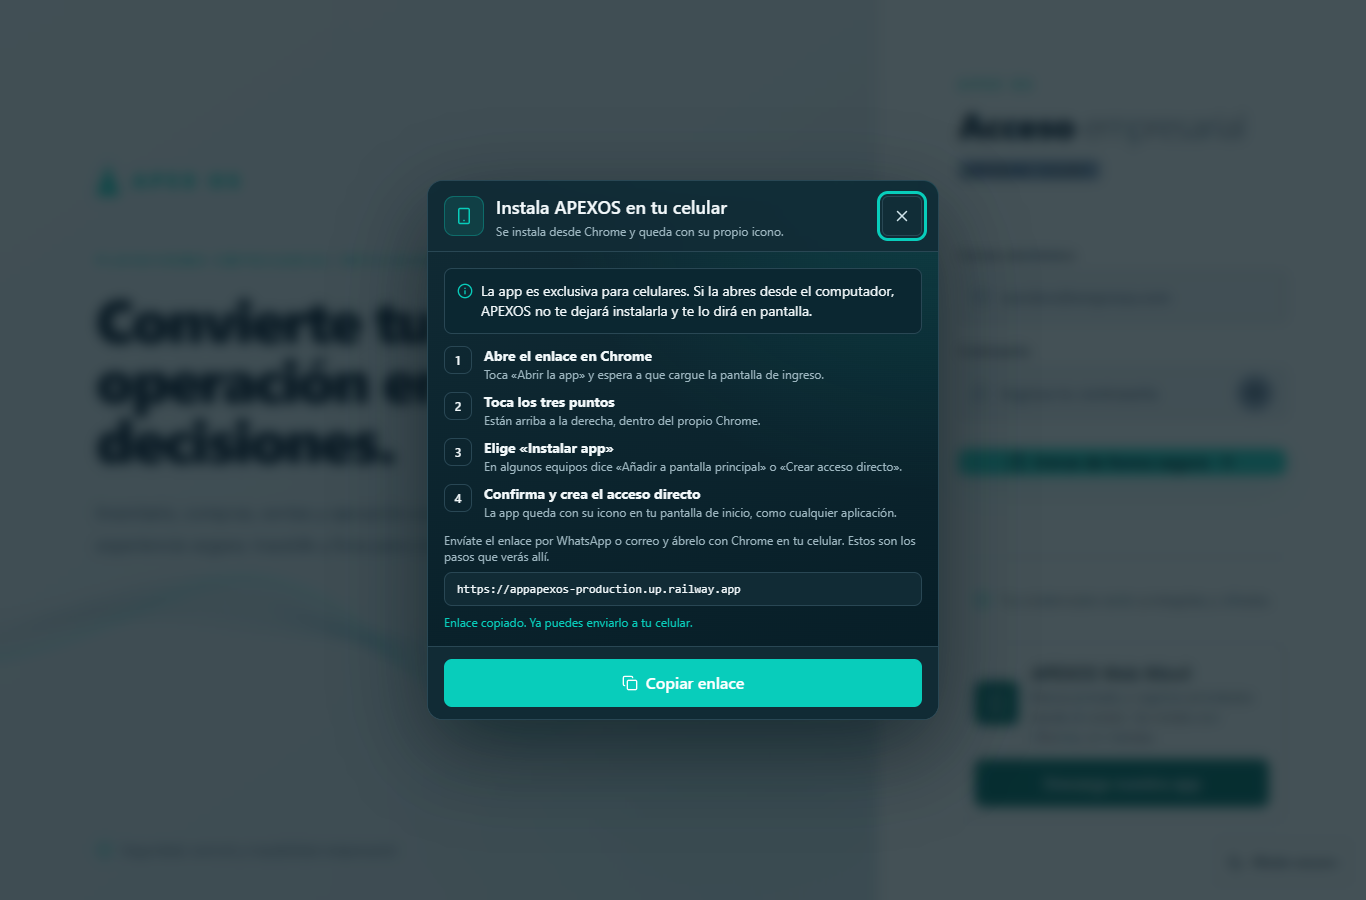 Acceso empresarial
Convierte tu
operación en
decisiones.
Instala APEXOS en tu celular
Se instala desde Chrome y queda con su propio icono.
La app es exclusiva para celulares. Si la abres desde el computador,
APEXOS no te dejará instalarla y te lo dirá en pantalla.
1
Abre el enlace en Chrome
Toca «Abrir la app» y espera a que cargue la pantalla de ingreso.
2
Toca los tres puntos
Están arriba a la derecha, dentro del propio Chrome.
3
Elige «Instalar app»
En algunos equipos dice «Añadir a pantalla principal» o «Crear acceso directo».
4
Confirma y crea el acceso directo
La app queda con su icono en tu pantalla de inicio, como cualquier aplicación.
Envíate el enlace por WhatsApp o correo y ábrelo con Chrome en tu celular. Estos son los
pasos que verás allí.
https://appapexos-production.up.railway.app
Enlace copiado. Ya puedes enviarlo a tu celular.
Copiar enlace